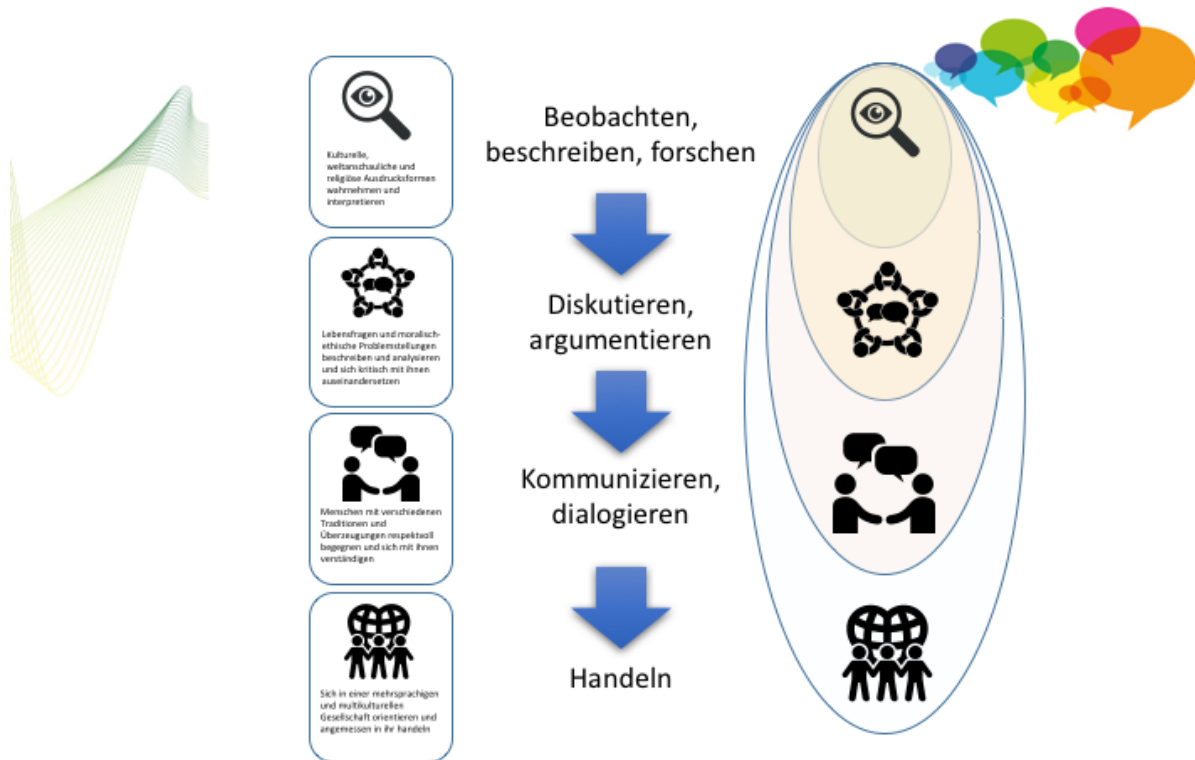 Kulturelle,
weltanschauliche und
religiöse Ausdrucksformen
wahrnehmen und
interpretieren
Beobachten,
beschreiben, forschen
Lebensfragen und moralisch-
ethische Problemstellungen
beschreiben und analysieren
und sich kritisch mit ihnen
auseinandersetzen
Diskutieren,
argumentieren
Menschen mit verschiedenen
Traditionen und
Überzeugungen respektvoll
begegnen und sich mit ihnen
verständigen
Kommunizieren,
dialogieren
Sich in einer mehrsprachigen
und multikulturellen
Gesellschaft orientieren und
angemessen in ihr handeln
Handeln